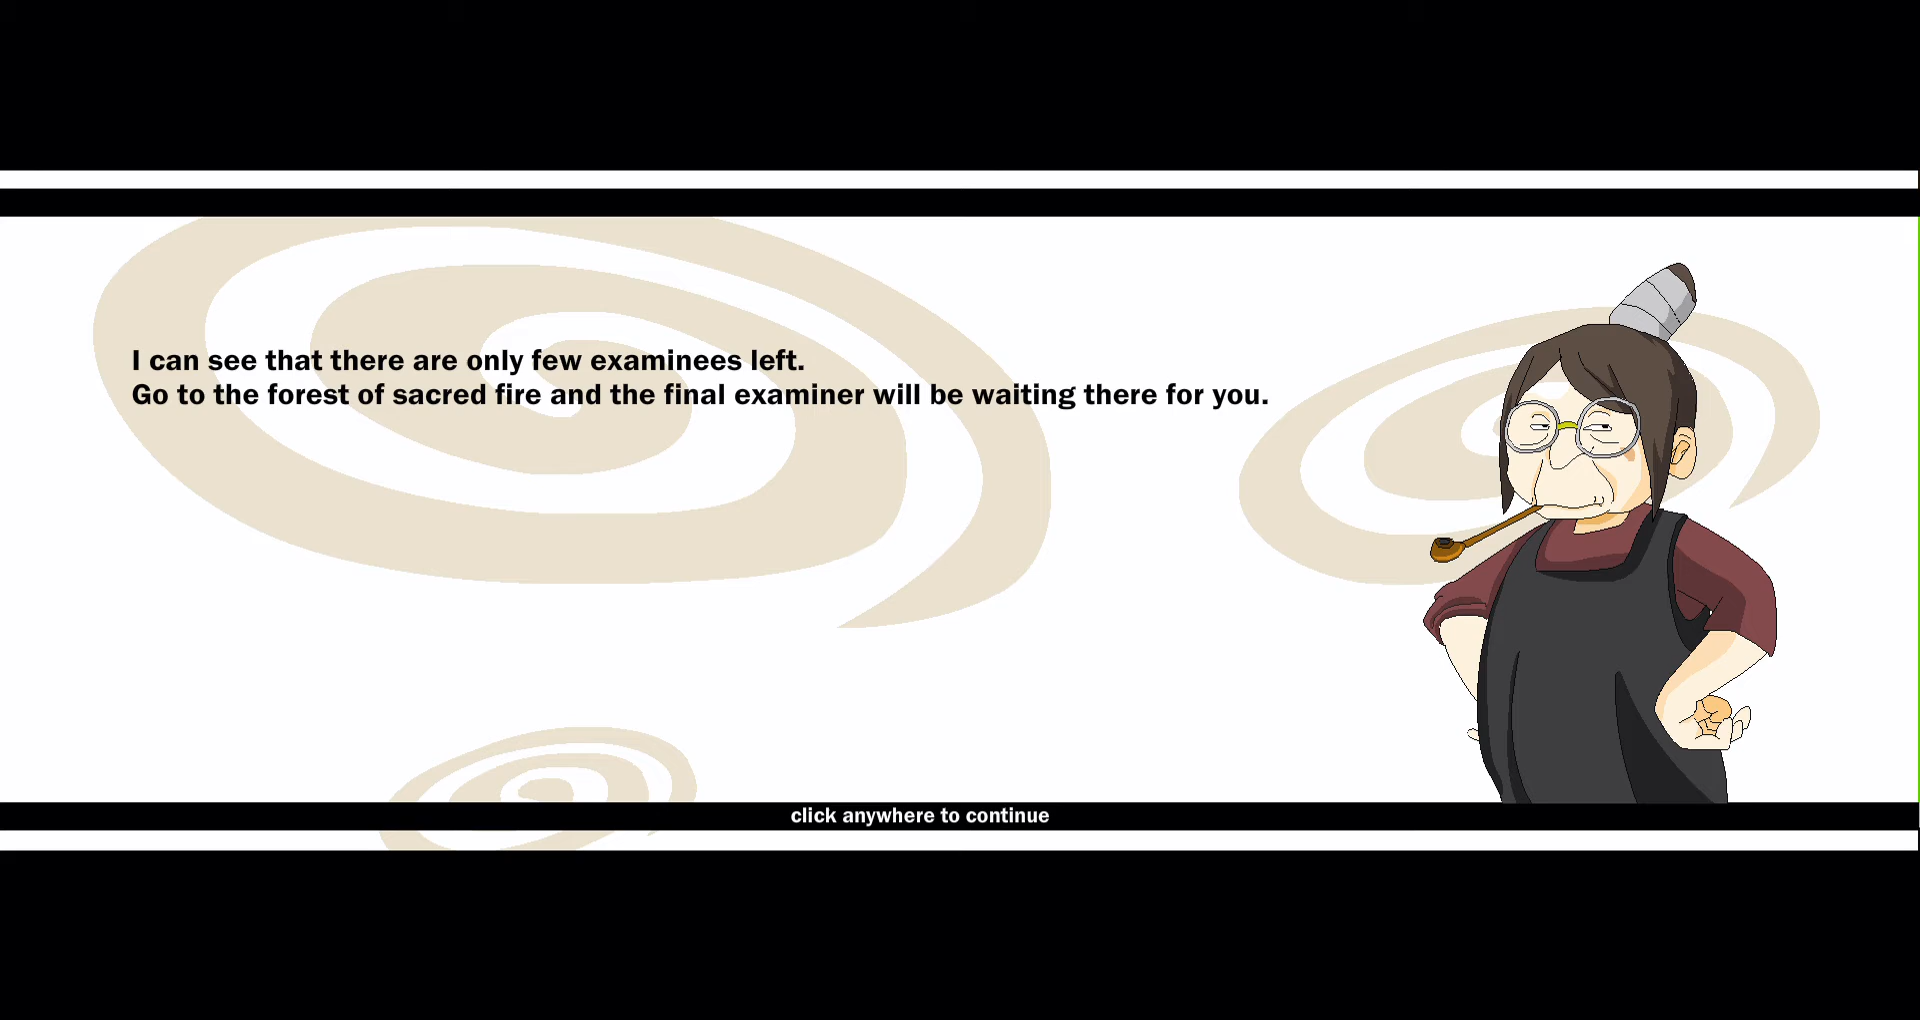 I can see that there are only few examinees left.
Go to the forest of sacred fire and the final examiner will be waiting there for you.
click anywhere to continue